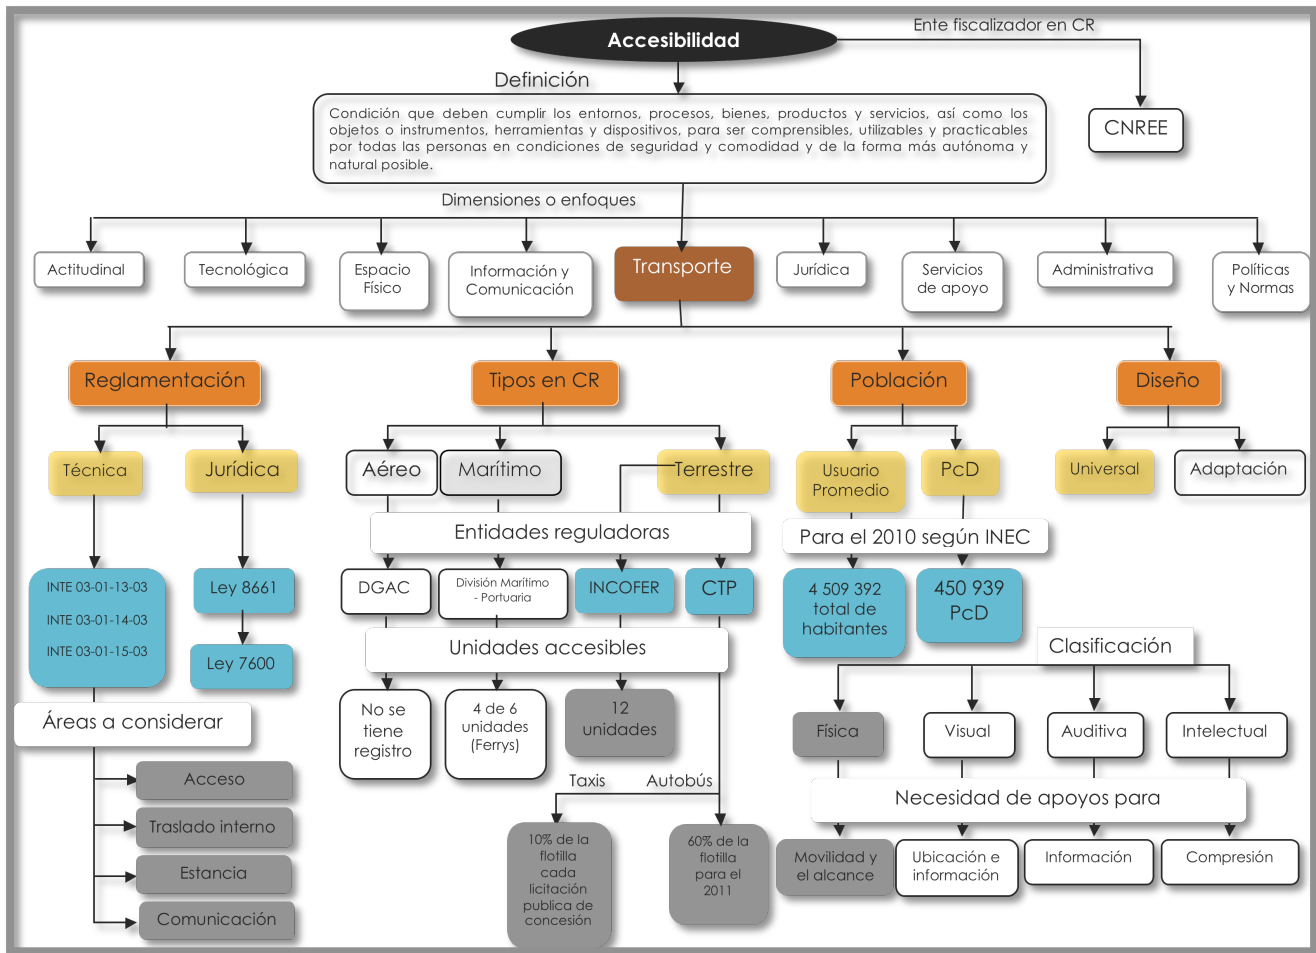 Accesibilidad
Ente fiscalizador en CR
Definición
CNREE
Condición que deben cumplir los entornos, procesos, bienes, productos y servicios, así como los
objetos o instrumentos, herramientas y dispositivos, para ser comprensibles, utilizables y practicables
por todas las personas en condiciones de seguridad y comodidad y de la forma más autónoma y
natural posible.
Dimensiones o enfoques
Actitudinal
Tecnológica
Espacio
Físico
Información y
Comunicación
Transporte
Jurídica
Servicios
de apoyo
Administrativa
Políticas
y Normas
Reglamentación
Tipos en CR
Población
Diseño
Técnica
Jurídica
Aéreo
Marítimo
Terrestre
Usuario
Promedio
PcD
Universal
Adaptación
Entidades reguladoras
Para el 2010 según INEC
INTE 03-01-13-03
INTE 03-01-14-03
INTE 03-01-15-03
Ley 8661
Ley 7600
DGAC
División Marítimo
- Portuaria
INCOFER
CTP
4 509 392
total de
habitantes
450 939
PcD
Unidades accesibles
Clasificación
Áreas a considerar
No se
tiene
registro
4 de 6
unidades
(Ferrys)
12
unidades
Física
Visual
Auditiva
Intelectual
Acceso
Traslado interno
Estancia
Comunicación
Taxis
Autobús
Necesidad de apoyos para
10% de la
flotilla
cada
licitación
publica de
concesión
60% de la
flotilla
para el
2011
Movilidad y
el alcance
Ubicación e
información
Información
Compresión